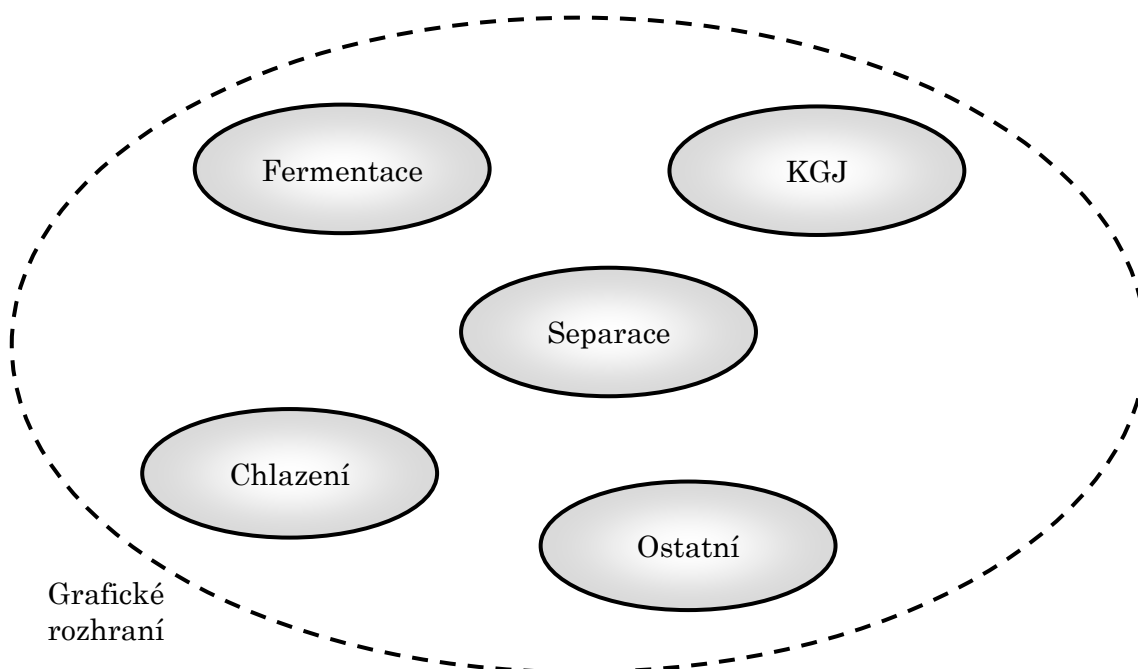 Fermentace
KGJ
Separace
Chlazení
Ostatní
Grafické
rozhraní